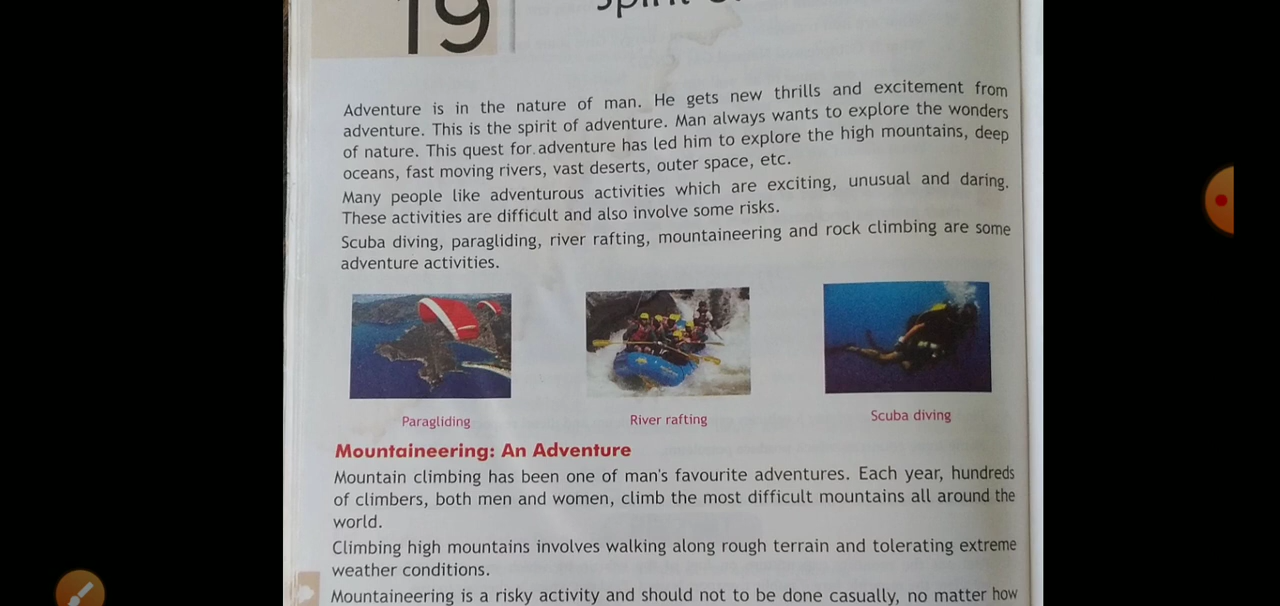 19
Adventure is in the nature of man. He gets new thrills and excitement from
adventure. This is the spirit of adventure. Man always wants to explore the wonders
of nature. This quest for adventure has led him to explore the high mountains, deep
oceans, fast moving rivers, vast deserts, outer space, etc.
Many people like adventurous activities which are exciting, unusual and daring.
These activities are difficult and also involve some risks.
Scuba diving, paragliding, river rafting, mountaineering and rock climbing are some
adventure activities.
Paragliding
River rafting
Scuba diving
Mountaineering: An Adventure
Mountain climbing has been one of man's favourite adventures. Each year, hundreds
of climbers, both men and women, climb the most difficult mountains all around the
world.
Climbing high mountains involves walking along rough terrain and tolerating extreme
weather conditions.
Mountaineering is a risky activity and should not to be done casually, no matter how